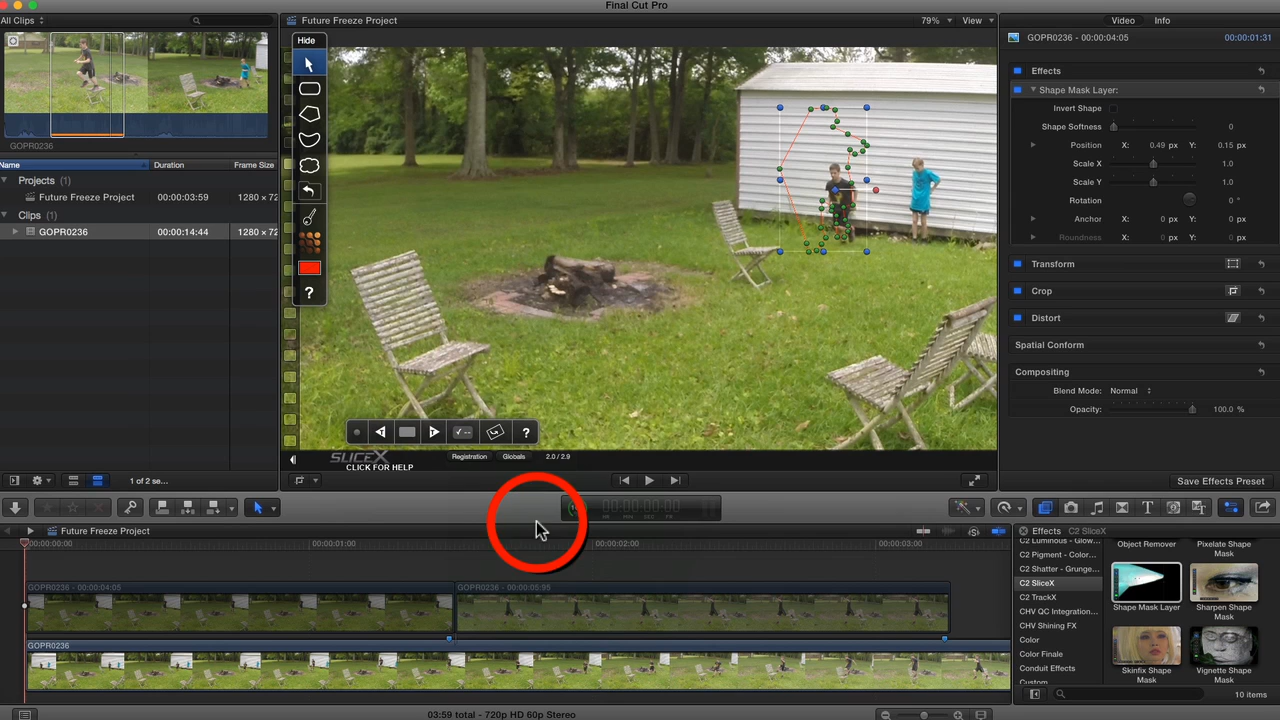 Final Cut Pro
All Clips
Future Freeze Project
79%
View
Video
Info
Hide
GOPR0236 - 00:00:04:05
00:00:01:31
Effects
Shape Mask Layer:
Invert Shape
Shape Softness
0
Position
X:
0.49 px
Y:
0.15 px
Scale X
1.0
Scale Y
1.0
Rotation
0 °
Anchor
X:
0 px
Y:
0 px
Roundness
X:
0 px
Y:
0 px
Transform
Crop
Distort
Spatial Conform
Compositing
Blend Mode:
Normal
Opacity:
100.0 %
Save Effects Preset
GOPR0236
Name
Duration
Frame Size
Projects (1)
Future Freeze Project
:03:59
1280 × 72
Clips (1)
GOPR0236
00:00:14:44
1280 × 72
?
?
SLICEX
CLICK FOR HELP
Registration
Globals
2.0 / 2.9
1 of 2 se...
00:00:00:00
HR
MIN
SEC
FR
Future Freeze Project
00:00:00:00
00:00:01:00
00:00:02:00
00:00:03:00
GOPR0236 - 00:00:04:05
GOPR0236 - 00:00:05:95
GOPR0236
Effects
C2 SliceX
C2 Luminous - Glow...
C2 Pigment - Color...
C2 Shatter - Grunge...
C2 SliceX
C2 TrackX
CHV QC Integration...
CHV Shining FX
Color
Color Finale
Conduit Effects
Custom
Object Remover
Pixelate Shape
Mask
Shape Mask Layer
Sharpen Shape
Mask
Skinfix Shape
Mask
Vignette Shape
Mask
10 items
03:59 total - 720p HD 60p Stereo